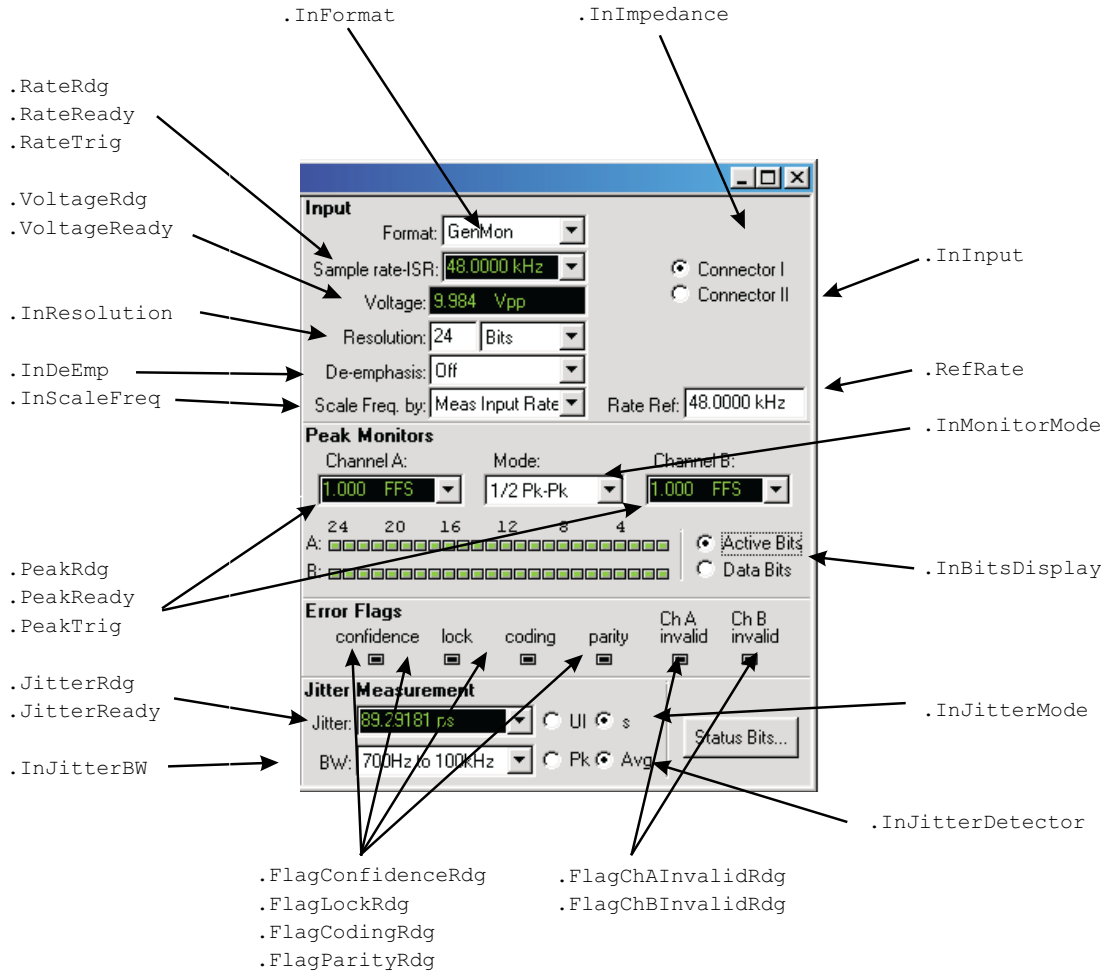 .InFormat
.InImpedance
.RateRdg
.RateReady
.RateTrig
.VoltageRdg
.VoltageReady
.InResolution
.InDeEmp
.InScaleFreq
.PeakRdg
.PeakReady
.PeakTrig
.JitterRdg
.JitterReady
.InJitterBW
Input
Format: GenMon
Sample rate-ISR: 48.0000 kHz
Connector I
Voltage: 9.984 Vpp
Connector II
Resolution: 24 Bits
De-emphasis: Off
Scale Freq. by: Meas Input Rate
Rate Ref: 48.0000 kHz
Peak Monitors
Channel A: Mode: Channel B:
1.000 FFS 1/2 Pk-Pk 1.000 FFS
24 20 16 12 8 4
A:
Active Bits
B:
Data Bits
Error Flags
confidence lock coding parity Ch A invalid Ch B invalid
Jitter Measurement
Jitter: 89.29181 ps UI s
Status Bits...
BW: 700Hz to 100kHz Pk Avg
.InInput
.RefRate
.InMonitorMode
.InBitsDisplay
.InJitterMode
.InJitterDetector
.FlagConfidenceRdg
.FlagLockRdg
.FlagCodingRdg
.FlagParityRdg
.FlagChAInvalidRdg
.FlagChBInvalidRdg